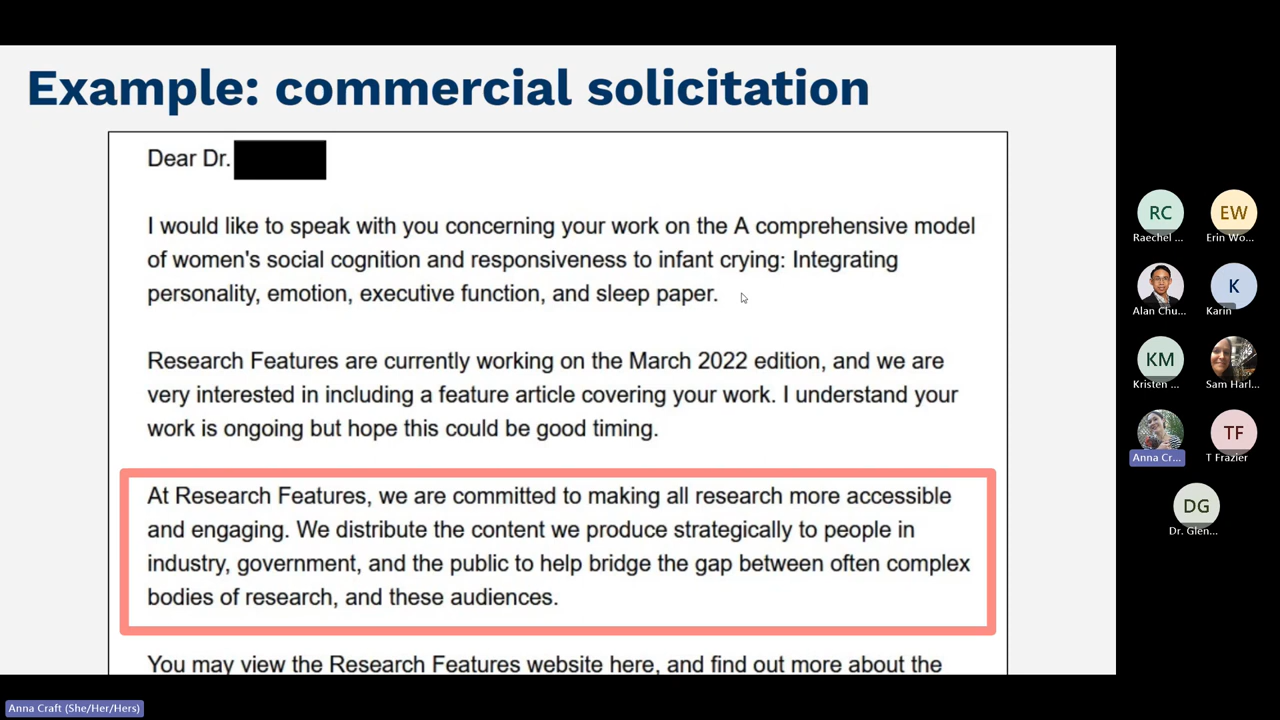 Example: commercial solicitation
Dear Dr.
I would like to speak with you concerning your work on the A comprehensive model
of women's social cognition and responsiveness to infant crying: Integrating
personality, emotion, executive function, and sleep paper.
Research Features are currently working on the March 2022 edition, and we are
very interested in including a feature article covering your work. I understand your
work is ongoing but hope this could be good timing.
At Research Features, we are committed to making all research more accessible
and engaging. We distribute the content we produce strategically to people in
industry, government, and the public to help bridge the gap between often complex
bodies of research, and these audiences.
You may view the Research Features website here, and find out more about the
RC
Raechel ...
EW
Erin Wo...
Alan Chu...
K
Karin
KM
Kristen ...
Sam Harl...
Anna Cr...
TF
T Frazier
DG
Dr. Glen...
Anna Craft (She/Her/Hers)